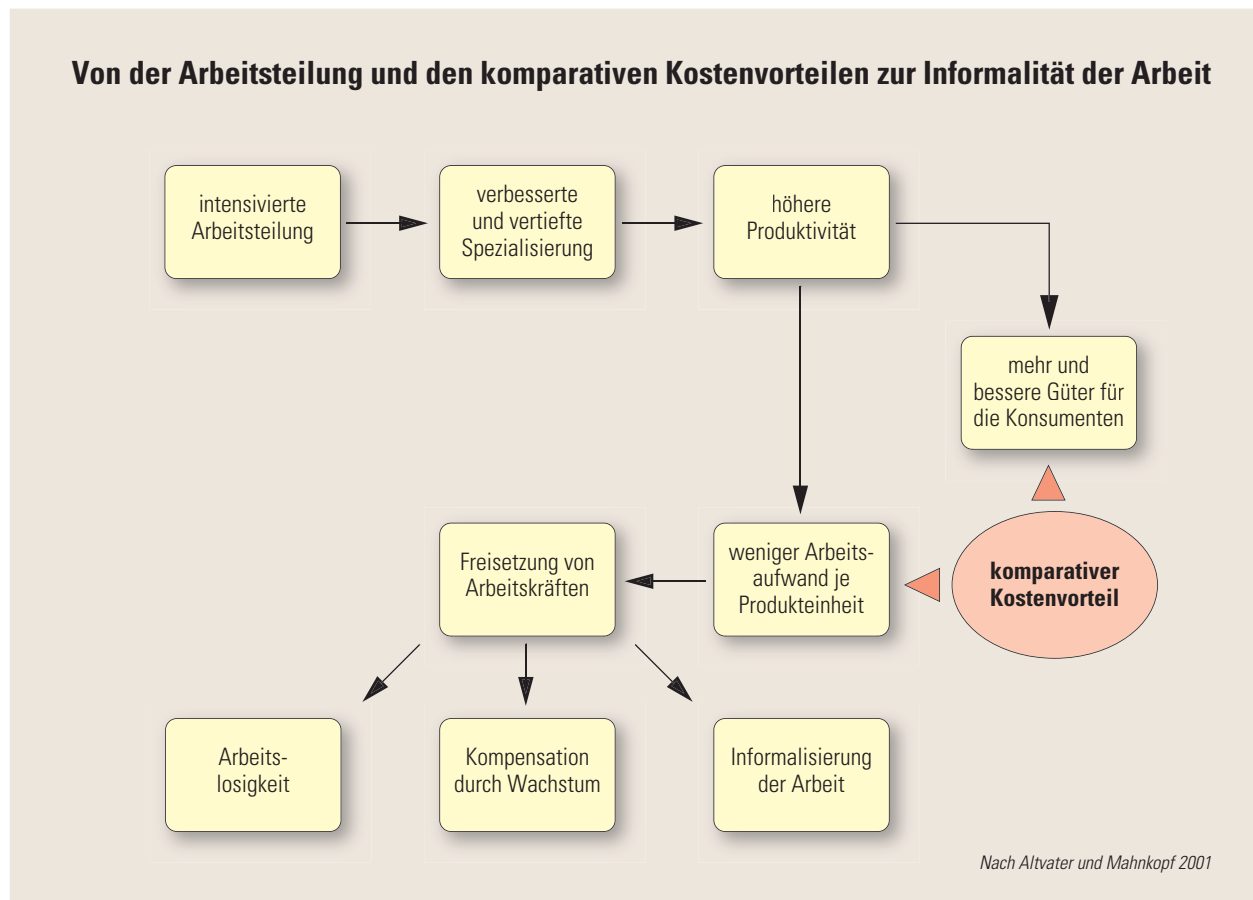 Von der Arbeitsteilung und den komparativen Kostenvorteilen zur Informalität der Arbeit
intensivierte
Arbeitsteilung
verbesserte
und vertiefte
Spezialisierung
höhere
Produktivität
mehr und
bessere Güter für
die Konsumenten
Freisetzung von
Arbeitskräften
weniger Arbeits-
aufwand je
Produkteinheit
komparativer
Kostenvorteil
Arbeits-
losigkeit
Kompensation
durch Wachstum
Informalisierung
der Arbeit
Nach Altvater und Mahnkopf 2001